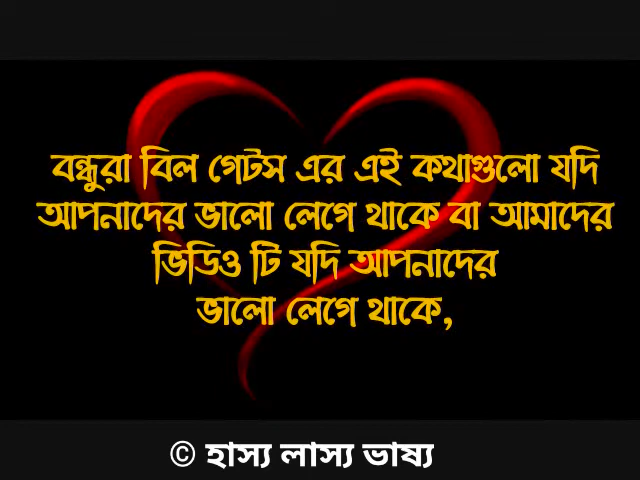 বন্ধুরা বিল গেটস এর এই কথাগুলো যদি
আপনাদের ভালো লেগে থাকে বা আমাদের
ভিডিও টি যদি আপনাদের
ভালো লেগে থাকে,
© হাস্য লাস্য ভাষ্য